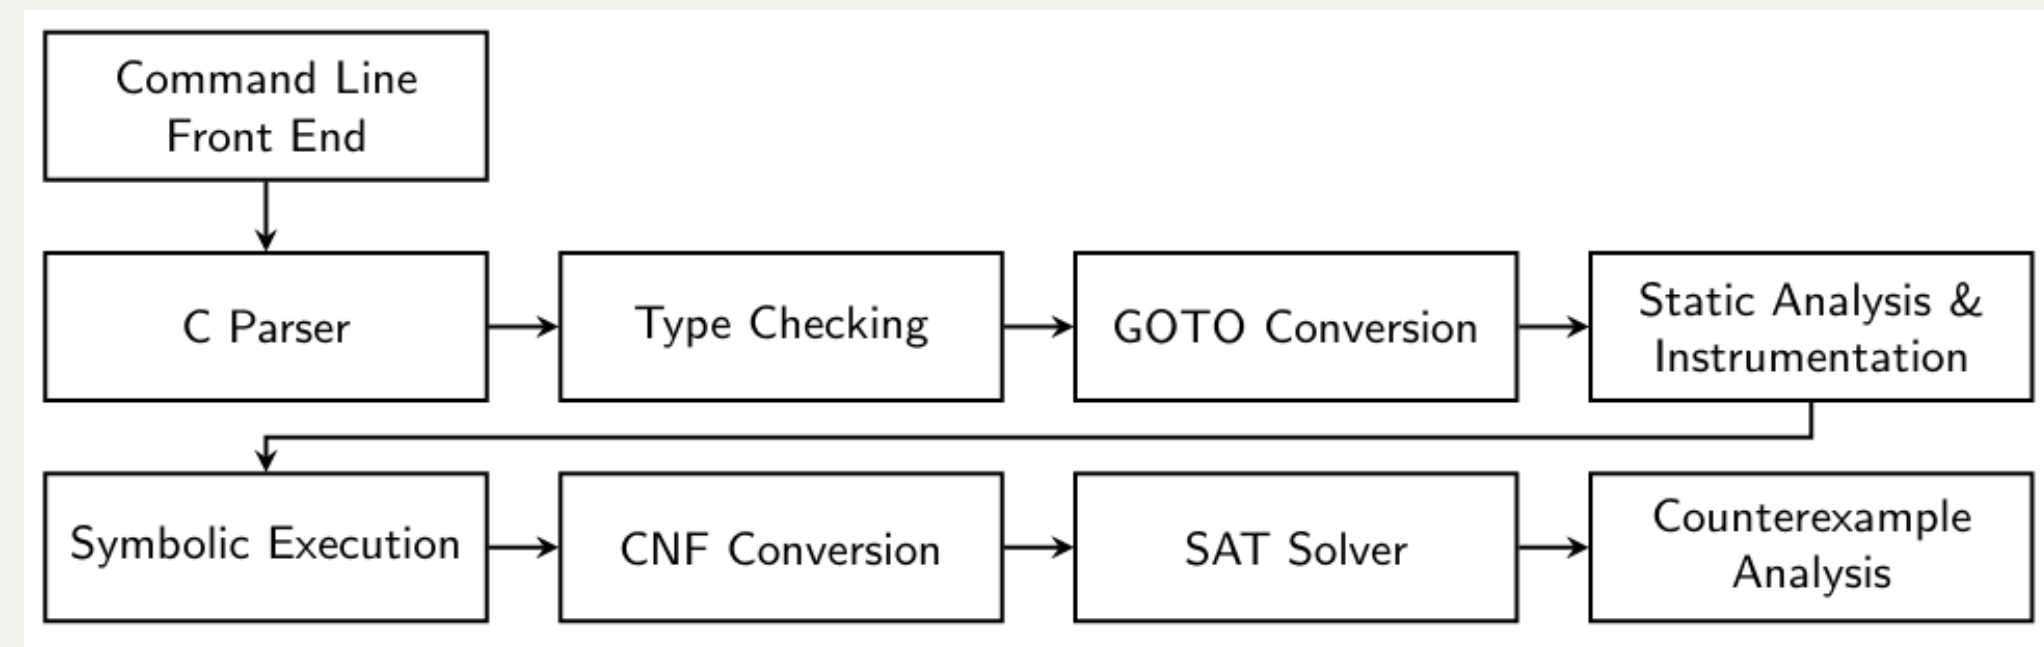 Command Line
Front End
C Parser
Type Checking
GOTO Conversion
Static Analysis &
Instrumentation
Symbolic Execution
CNF Conversion
SAT Solver
Counterexample
Analysis